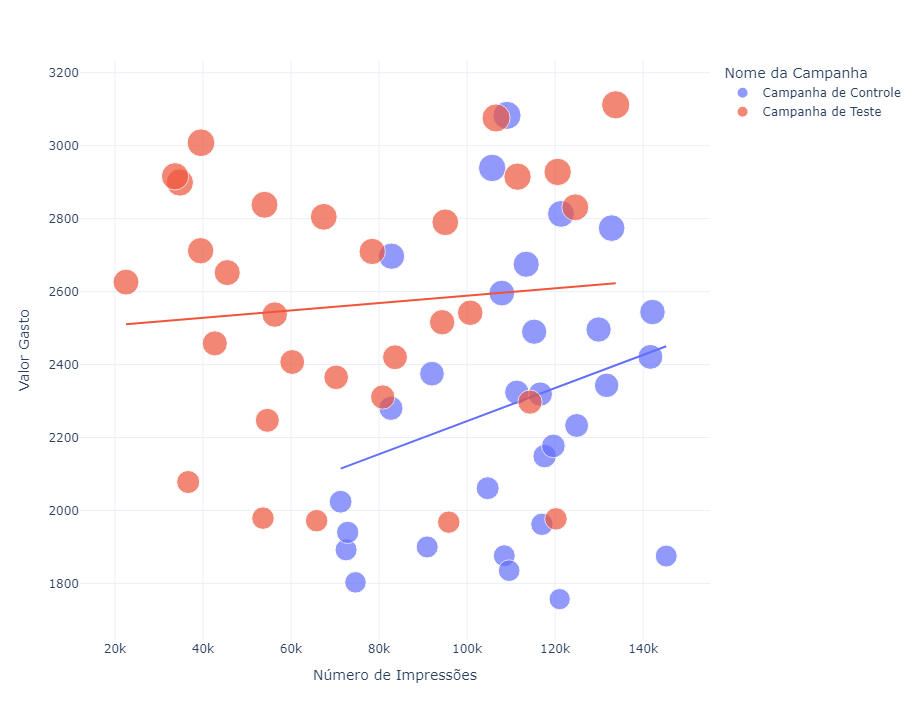 Nome da Campanha
Campanha de Controle
Campanha de Teste
3200
3000
2800
2600
2400
2200
2000
1800
Valor Gasto
20k 40k 60k 80k 100k 120k 140k
Número de Impressões